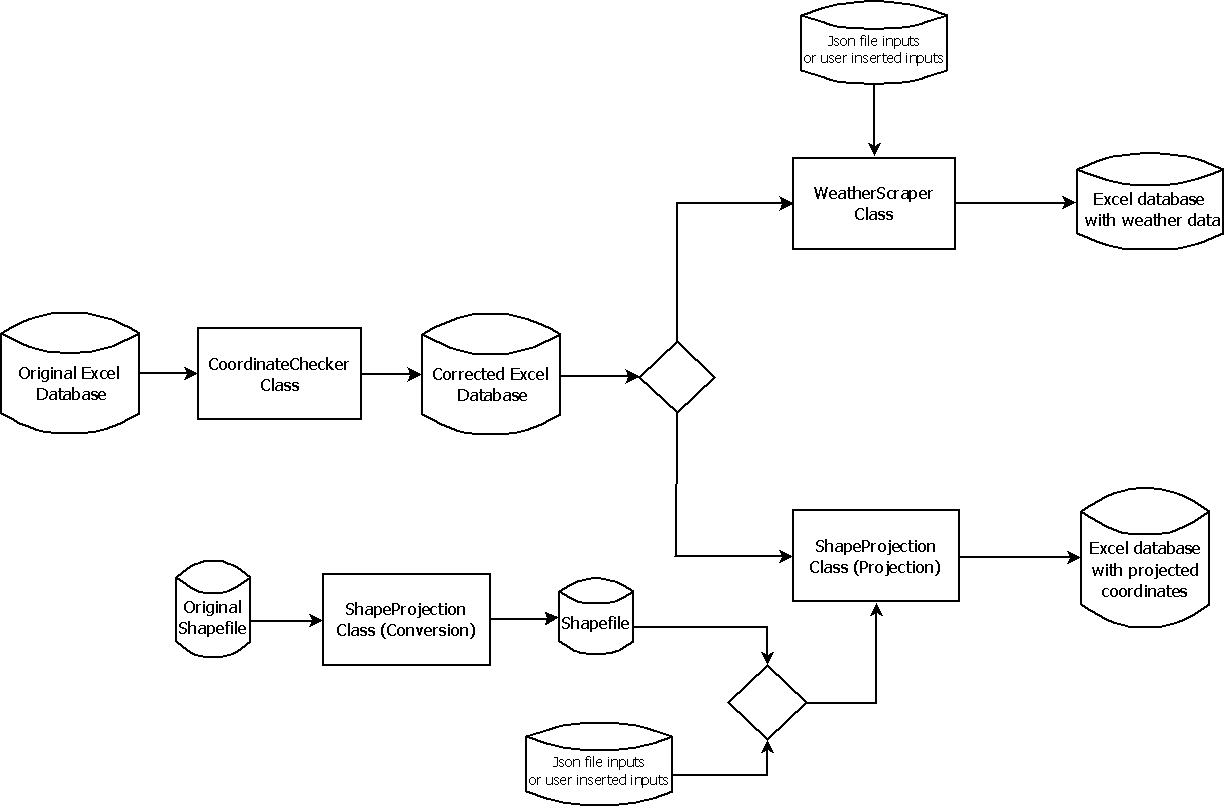 Json file inputs
or user inserted inputs
WeatherScraper
Class
Excel database
with weather data
Original Excel
Database
CoordinateChecker
Class
Corrected Excel
Database
ShapeProjection
Class (Projection)
Excel database
with projected
coordinates
Original
Shapefile
ShapeProjection
Class (Conversion)
Shapefile
Json file inputs
or user inserted inputs